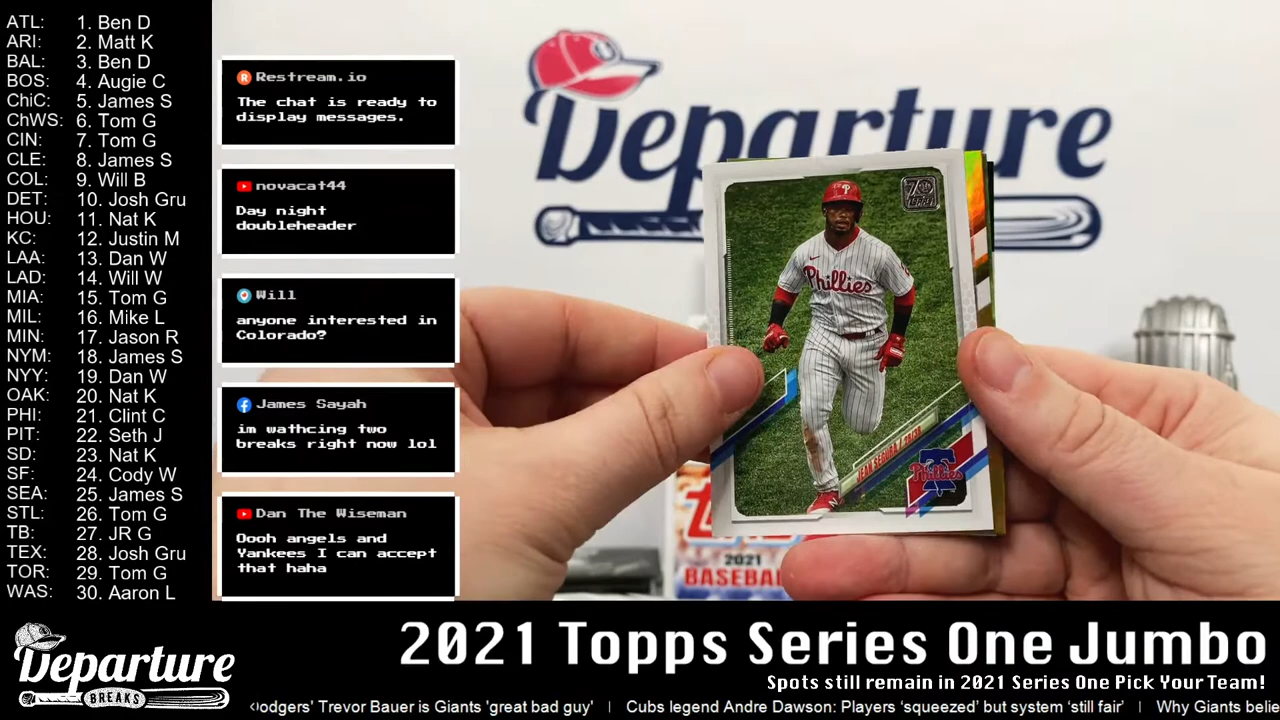 ATL: 1. Ben D
ARI: 2. Matt K
BAL: 3. Ben D
BOS: 4. Augie C
ChiC: 5. James S
ChWS: 6. Tom G
CIN: 7. Tom G
CLE: 8. James S
COL: 9. Will B
DET: 10. Josh Gru
HOU: 11. Nat K
KC: 12. Justin M
LAA: 13. Dan W
LAD: 14. Will W
MIA: 15. Tom G
MIL: 16. Mike L
MIN: 17. Jason R
NYM: 18. James S
NYY: 19. Dan W
OAK: 20. Nat K
PHI: 21. Clint C
PIT: 22. Seth J
SD: 23. Nat K
SF: 24. Cody W
SEA: 25. James S
STL: 26. Tom G
TB: 27. JR G
TEX: 28. Josh Gru
TOR: 29. Tom G
WAS: 30. Aaron L
Restream.io
The chat is ready to
display messages.
novacat44
Day night
doubleheader
Will
anyone interested in
Colorado?
James Sayah
im wathcing two
breaks right now lol
Dan The Wiseman
Oooh angels and
Yankees I can accept
that haha
Departure
70
Topps
Phillies
JEAN SEGURA
Phillies
2021
BASEBAL
Departure
BREAKS
2021 Topps Series One Jumbo
Spots still remain in 2021 Series One Pick Your Team!
odgers' Trevor Bauer is Giants 'great bad guy' | Cubs legend Andre Dawson: Players 'squeezed' but system 'still fair' | Why Giants belie